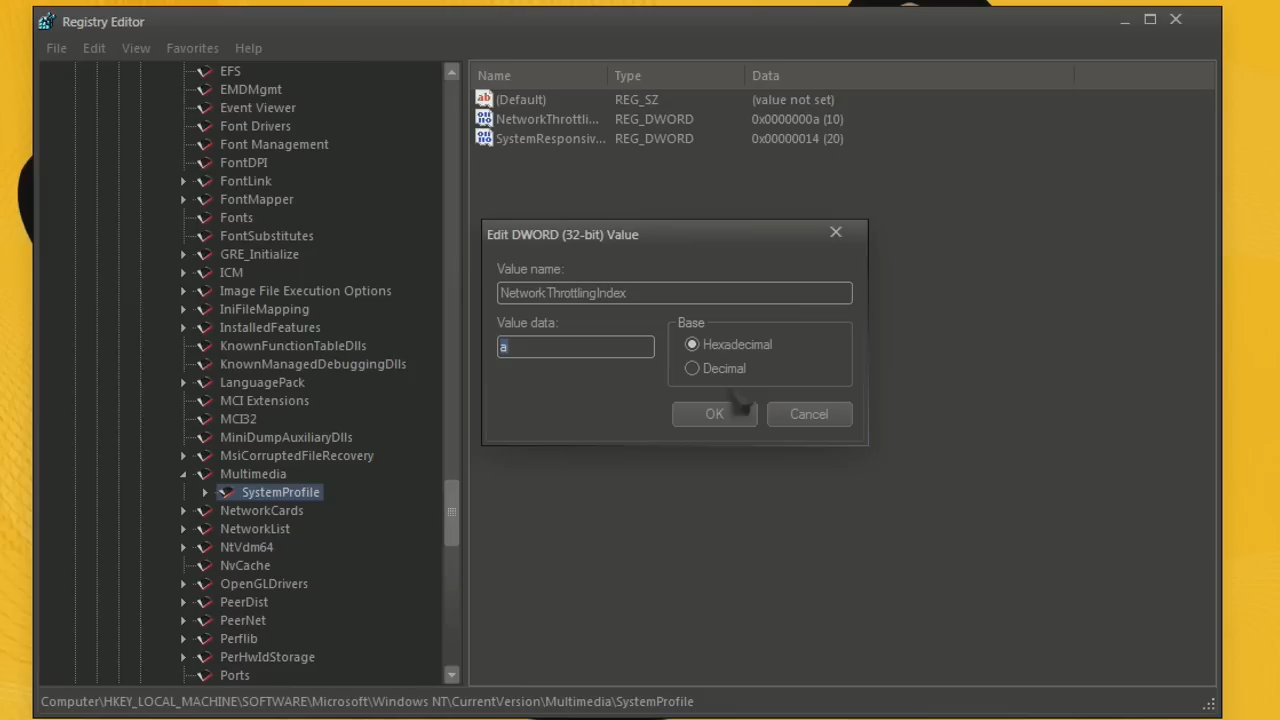 Registry Editor
File Edit View Favorites Help
EFS
EMDMgmt
Event Viewer
Font Drivers
Font Management
FontDPI
FontLink
FontMapper
Fonts
FontSubstitutes
GRE_Initialize
ICM
Image File Execution Options
IniFileMapping
InstalledFeatures
KnownFunctionTableDlls
KnownManagedDebuggingDlls
LanguagePack
MCI Extensions
MCI32
MiniDumpAuxiliaryDlls
MsiCorruptedFileRecovery
Multimedia
SystemProfile
NetworkCards
NetworkList
NtVdm64
NvCache
OpenGLDrivers
PeerDist
PeerNet
Perflib
PerHwIdStorage
Ports
Name Type Data
ab (Default) REG_SZ (value not set)
NetworkThrottli... REG_DWORD 0x0000000a (10)
SystemResponsiv... REG_DWORD 0x00000014 (20)
Edit DWORD (32-bit) Value
Value name:
NetworkThrottlingIndex
Value data: Base
a Hexadecimal
Decimal
OK Cancel
Computer\HKEY_LOCAL_MACHINE\SOFTWARE\Microsoft\Windows NT\CurrentVersion\Multimedia\SystemProfile